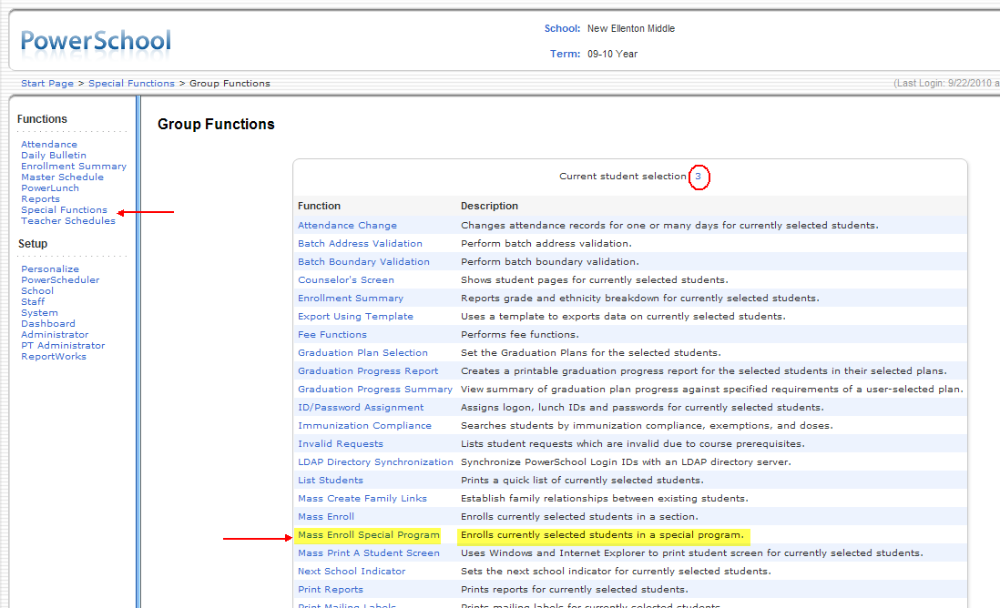 PowerSchool
School: New Ellenton Middle
Term: 09-10 Year
Start Page > Special Functions > Group Functions
(Last Login: 9/22/2010 a
Functions
Attendance
Daily Bulletin
Enrollment Summary
Master Schedule
PowerLunch
Reports
Special Functions
Teacher Schedules
Setup
Personalize
PowerScheduler
School
Staff
System
Dashboard
Administrator
PT Administrator
ReportWorks
Group Functions
Current student selection 3
Function Description
Attendance Change Changes attendance records for one or many days for currently selected students.
Batch Address Validation Perform batch address validation.
Batch Boundary Validation Perform batch boundary validation.
Counselor's Screen Shows student pages for currently selected students.
Enrollment Summary Reports grade and ethnicity breakdown for currently selected students.
Export Using Template Uses a template to exports data on currently selected students.
Fee Functions Performs fee functions.
Graduation Plan Selection Set the Graduation Plans for the selected students.
Graduation Progress Report Creates a printable graduation progress report for the selected students in their selected plans.
Graduation Progress Summary View summary of graduation plan progress against specified requirements of a user-selected plan.
ID/Password Assignment Assigns logon, lunch IDs and passwords for currently selected students.
Immunization Compliance Searches students by immunization compliance, exemptions, and doses.
Invalid Requests Lists student requests which are invalid due to course prerequisites.
LDAP Directory Synchronization Synchronize PowerSchool Login IDs with an LDAP directory server.
List Students Prints a quick list of currently selected students.
Mass Create Family Links Establish family relationships between existing students.
Mass Enroll Enrolls currently selected students in a section.
Mass Enroll Special Program Enrolls currently selected students in a special program.
Mass Print A Student Screen Uses Windows and Internet Explorer to print student screen for currently selected students.
Next School Indicator Sets the next school indicator for currently selected students.
Print Reports Prints reports for currently selected students.
Print Mailing Labels Prints mailing labels for currently selected students.